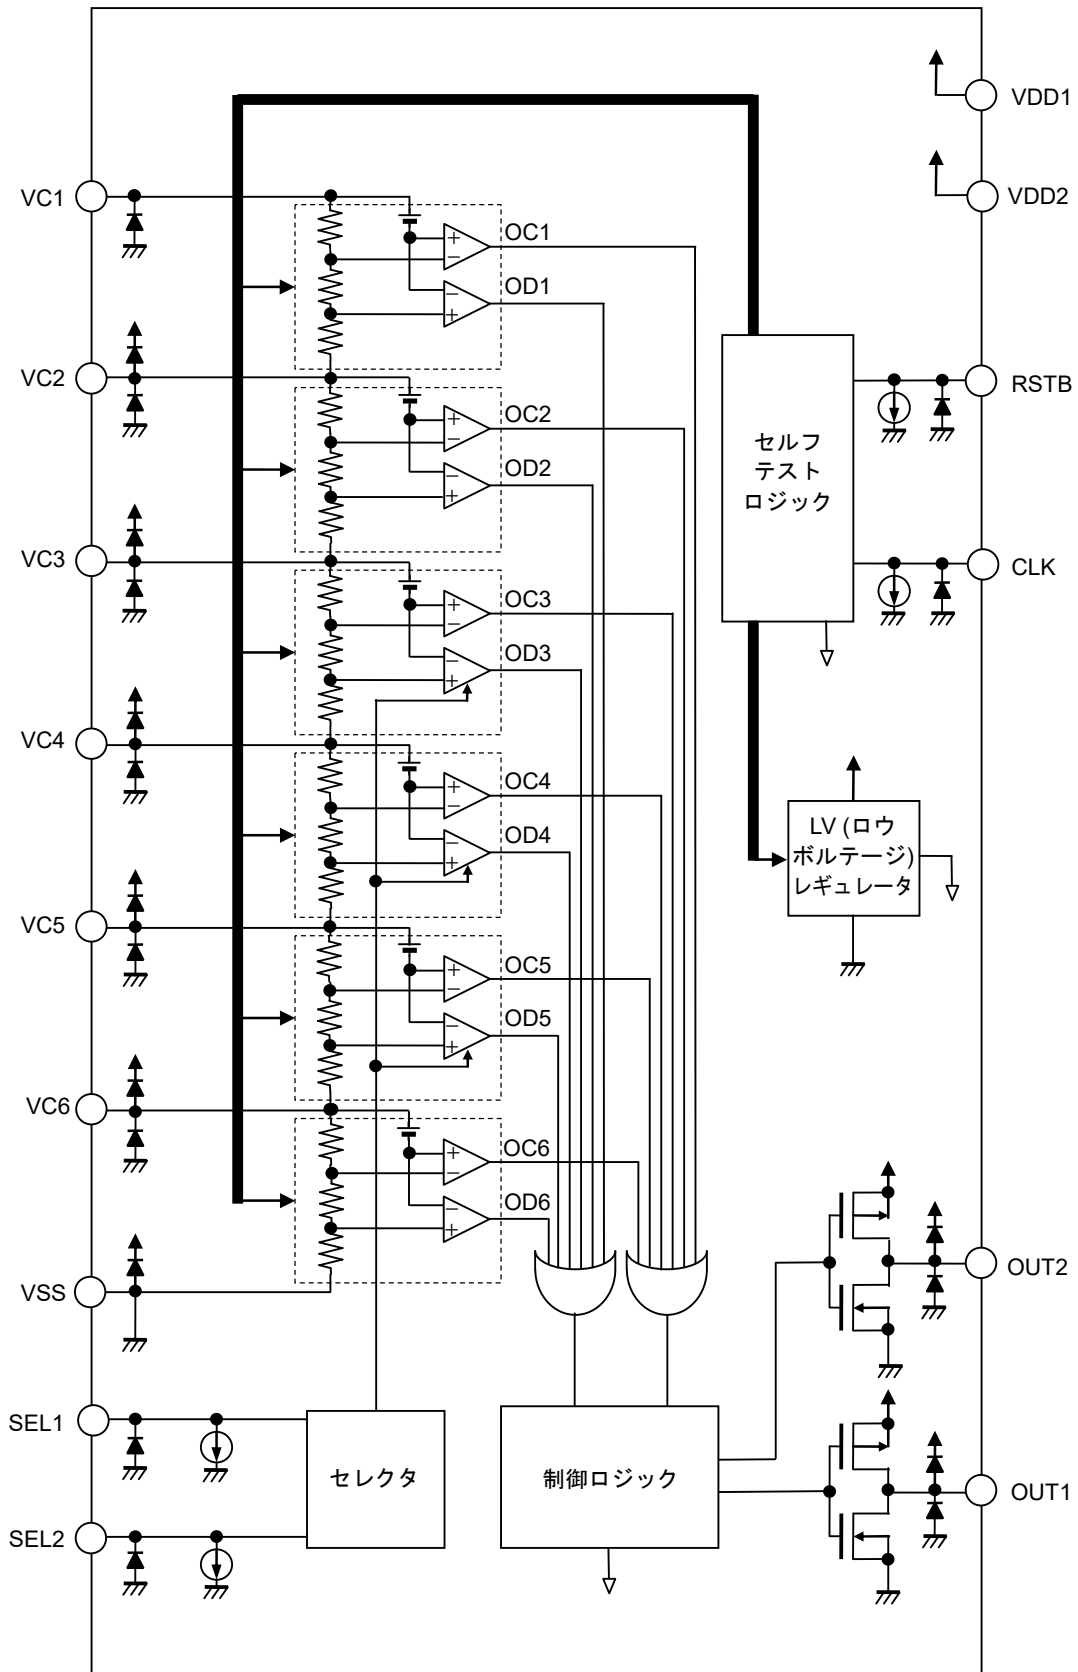 VDD1
VDD2
VC1
OC1
OD1
VC2
RSTB
OC2
OD2
セルフ
テスト
ロジック
VC3
CLK
OC3
OD3
VC4
OC4
OD4
LV (ロウ
ボルテージ)
レギュレータ
VC5
OC5
OD5
VC6
OC6
OD6
VSS
OUT2
SEL1
セレクタ
制御ロジック
OUT1
SEL2